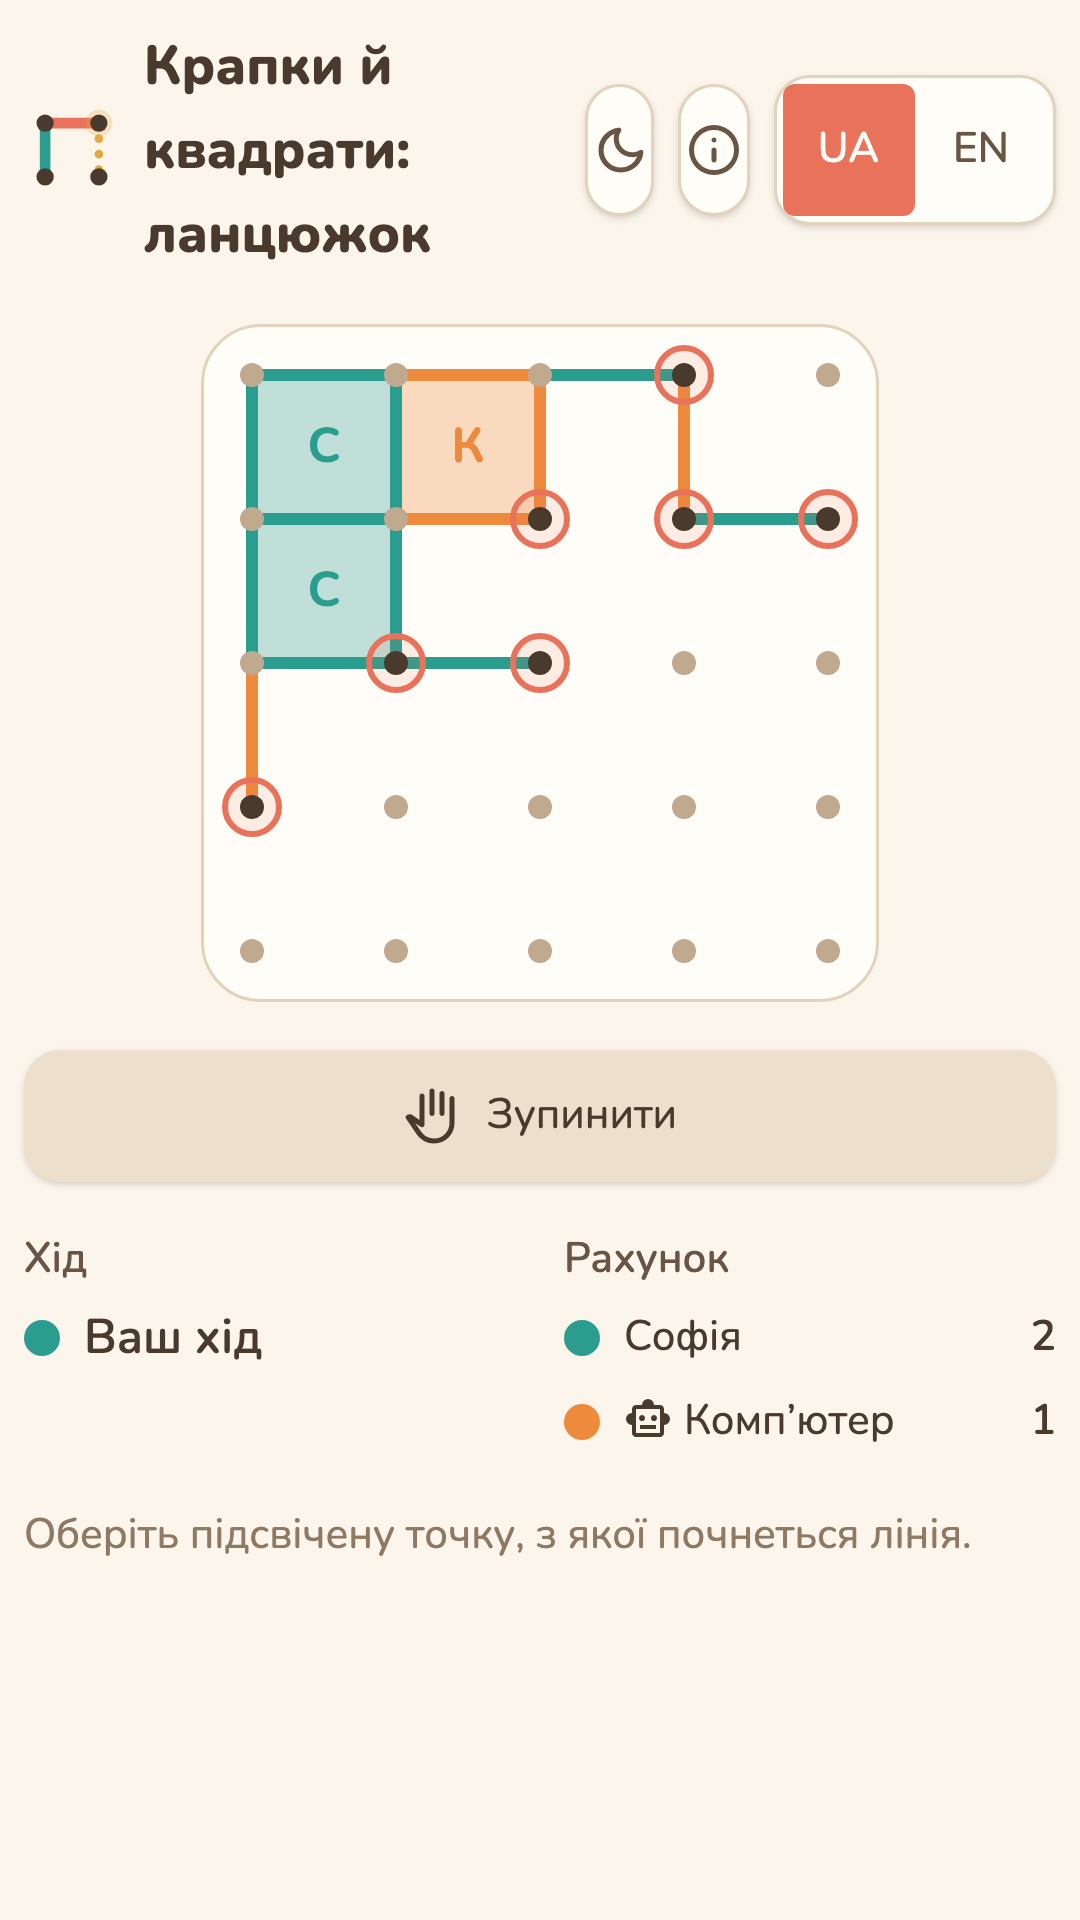 Крапки й
квадрати:
ланцюжок
UA
EN
С
К
С
Зупинити
Хід
Рахунок
Ваш хід
Софія
2
Комп’ютер
1
Оберіть підсвічену точку, з якої почнеться лінія.